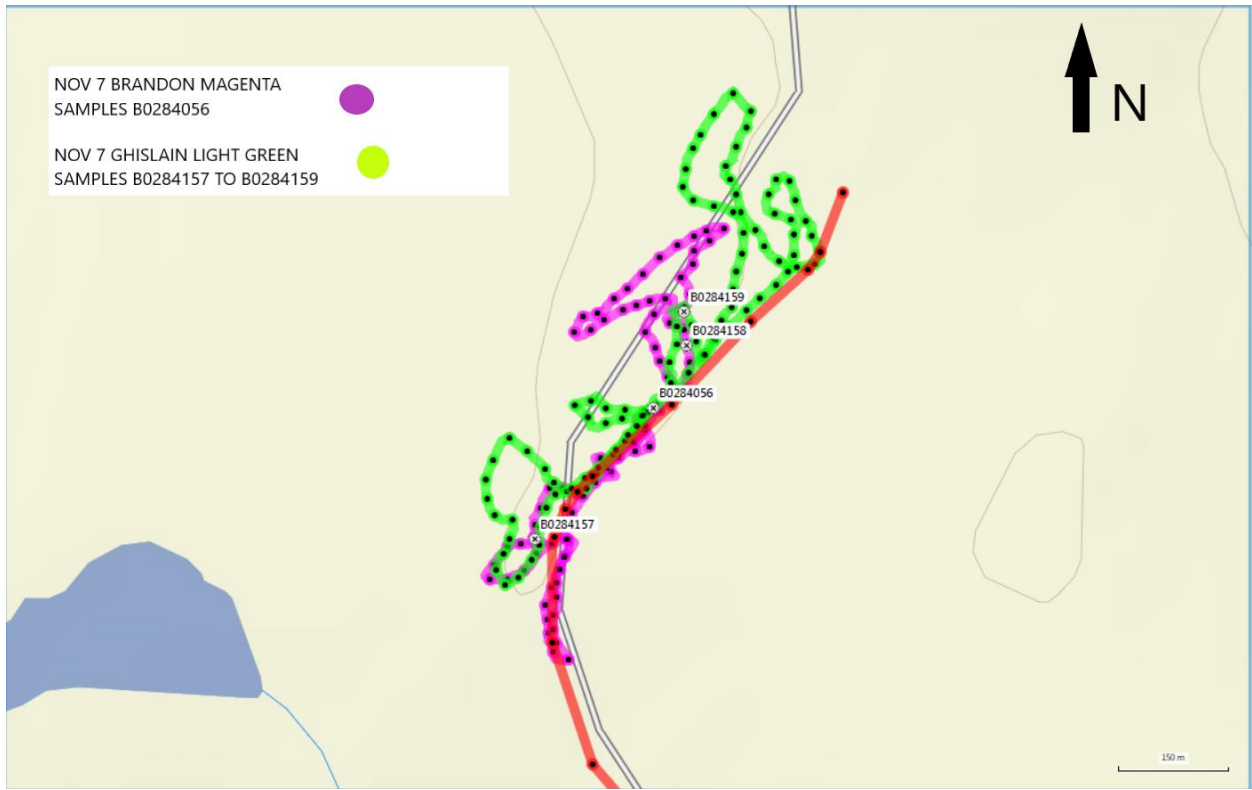 NOV 7 BRANDON MAGENTA
SAMPLES B0284056
NOV 7 GHISLAIN LIGHT GREEN
SAMPLES B0284157 TO B0284159
N
B0284159
B0284158
B0284056
B0284157
150 m